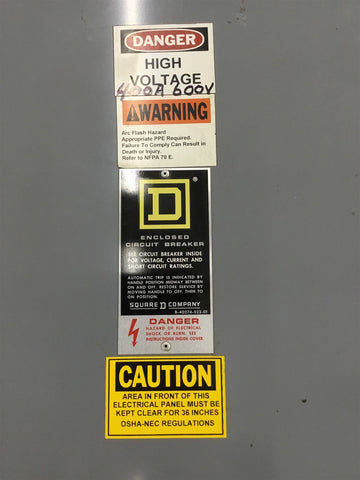 DANGER
HIGH
VOLTAGE
400A 600V
WARNING
Arc Flash Hazard
Appropriate PPE Required.
Failure To Comply Can Result in
Death or Injury.
Refer to NFPA 70 E.
D
®
ENCLOSED
CIRCUIT BREAKER
SEE CIRCUIT BREAKER INSIDE
FOR VOLTAGE, CURRENT AND
SHORT CIRCUIT RATINGS.
AUTOMATIC TRIP IS INDICATED BY
HANDLE POSITION MIDWAY BETWEEN
ON AND OFF. RESTORE SERVICE BY
MOVING HANDLE TO OFF, THEN TO
ON POSITION.
SQUARE D COMPANY
DANGER
HAZARD OF ELECTRICAL
SHOCK OR BURN. SEE
INSTRUCTIONS INSIDE COVER.
CAUTION
AREA IN FRONT OF THIS
ELECTRICAL PANEL MUST BE
KEPT CLEAR FOR 36 INCHES
OSHA-NEC REGULATIONS